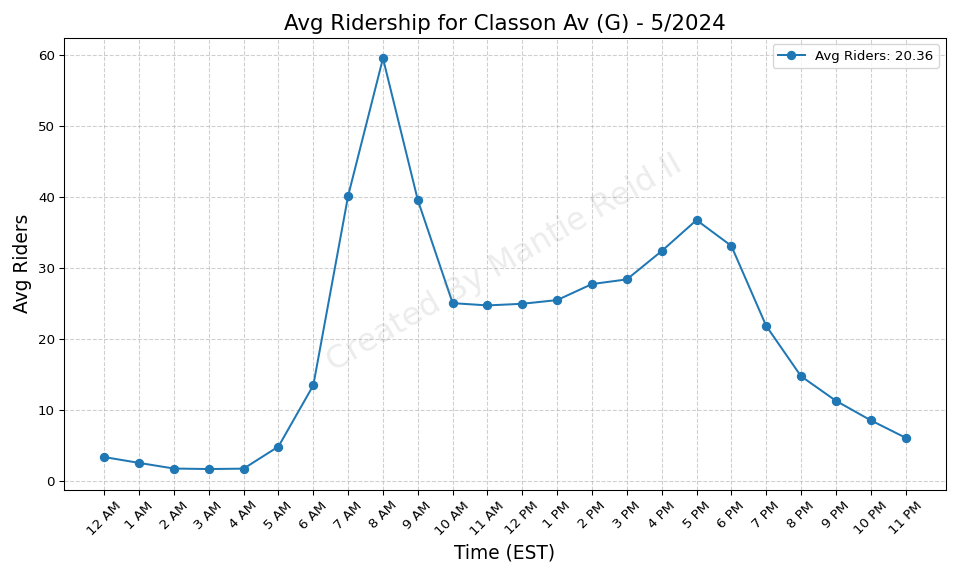 Avg Ridership for Classon Av (G) - 5/2024
Avg Riders: 20.36
60
50
40
30
20
10
0
Avg Riders
Created By Mantie Reid II
12 AM
1 AM
2 AM
3 AM
4 AM
5 AM
6 AM
7 AM
8 AM
9 AM
10 AM
11 AM
12 PM
1 PM
2 PM
3 PM
4 PM
5 PM
6 PM
7 PM
8 PM
9 PM
10 PM
11 PM
Time (EST)